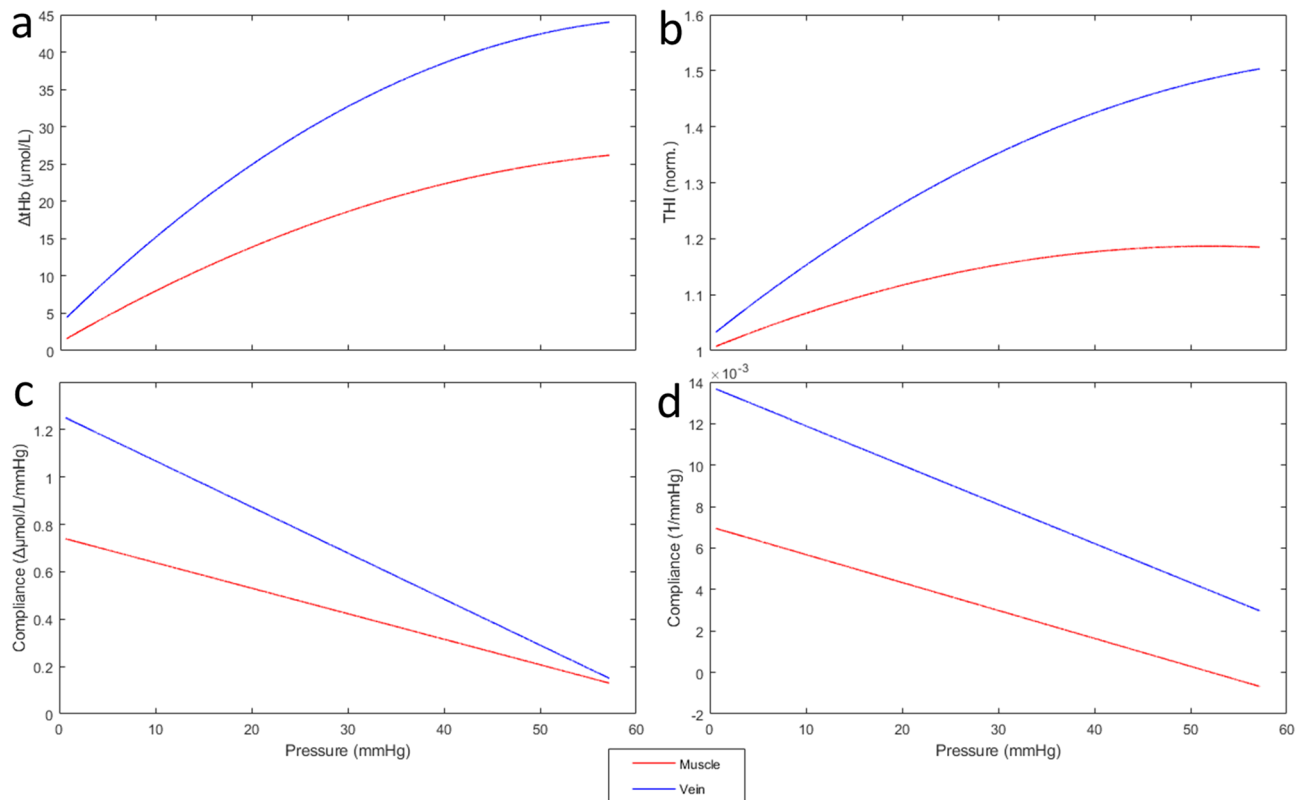 a
45
40
35
30
25
20
15
10
5
0
ΔtHb (μmol/L)
b
1.6
1.5
1.4
1.3
1.2
1.1
1
THI (norm.)
c
1.2
1
0.8
0.6
0.4
0.2
0
Compliance (Δμmol/L/mmHg)
0 10 20 30 40 50 60
Pressure (mmHg)
d
×10⁻³
14
12
10
8
6
4
2
0
-2
Compliance (1/mmHg)
0 10 20 30 40 50 60
Pressure (mmHg)
Muscle
Vein